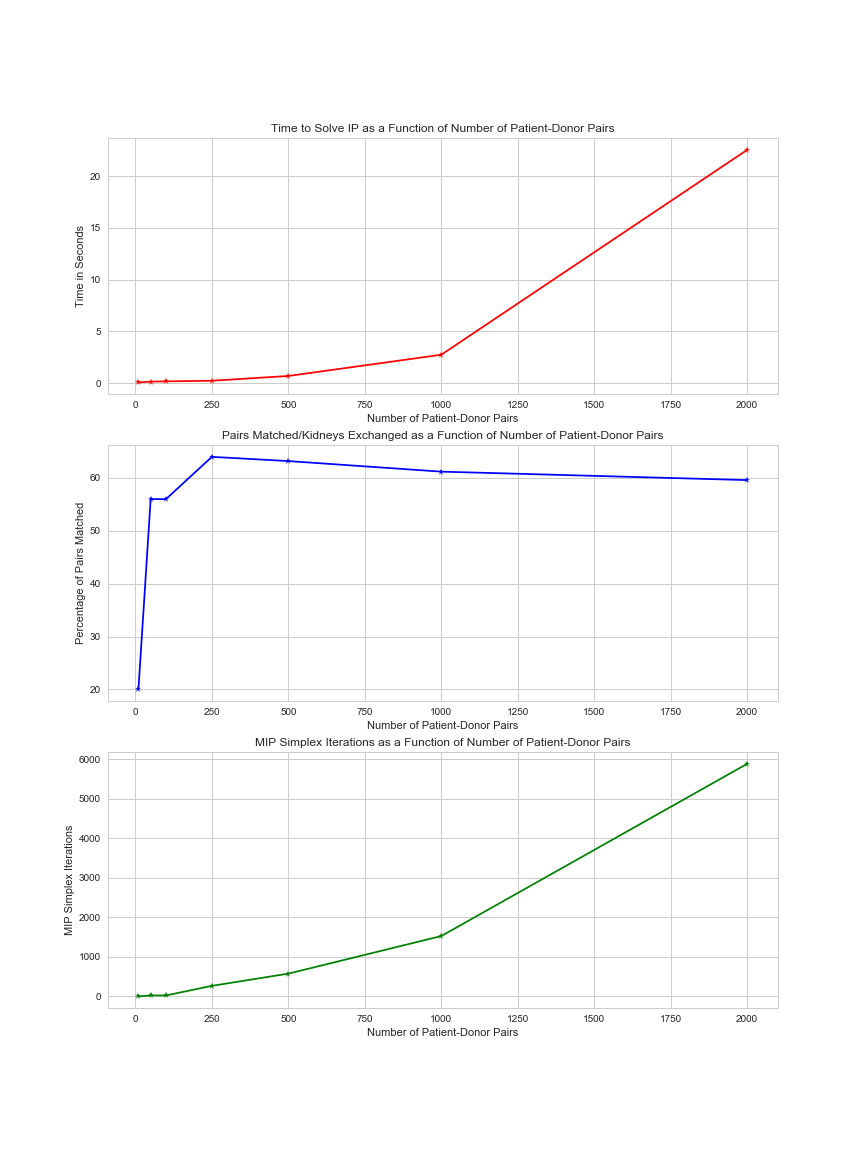 Time to Solve IP as a Function of Number of Patient-Donor Pairs
Time in Seconds
20
15
10
5
0
0 250 500 750 1000 1250 1500 1750 2000
Number of Patient-Donor Pairs
Pairs Matched/Kidneys Exchanged as a Function of Number of Patient-Donor Pairs
Percentage of Pairs Matched
60
50
40
30
20
0 250 500 750 1000 1250 1500 1750 2000
Number of Patient-Donor Pairs
MIP Simplex Iterations as a Function of Number of Patient-Donor Pairs
MIP Simplex Iterations
6000
5000
4000
3000
2000
1000
0
0 250 500 750 1000 1250 1500 1750 2000
Number of Patient-Donor Pairs